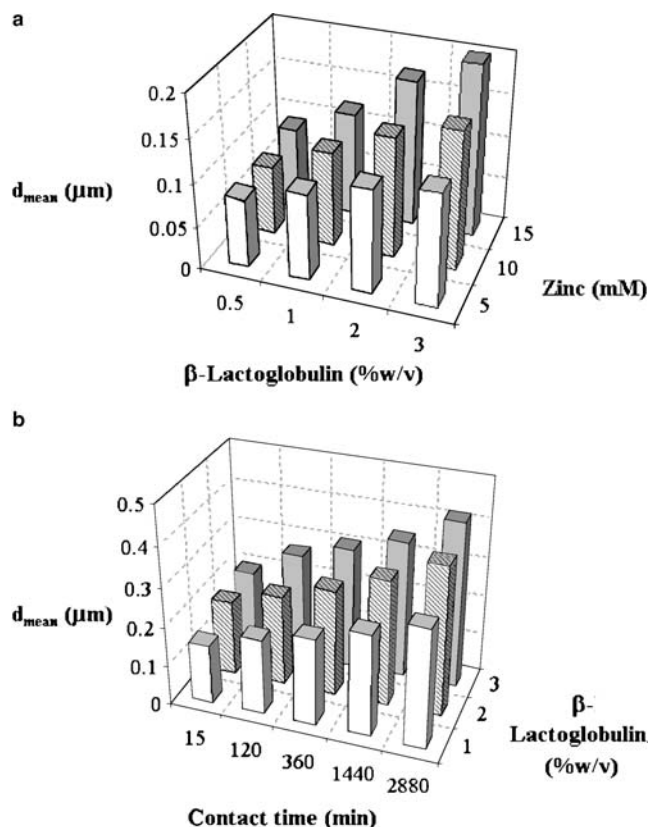 a
0.2
0.15
0.1
0.05
0
d_mean (µm)
0.5
1
2
3
β-Lactoglobulin (%w/v)
5
10
15
Zinc (mM)
b
0.5
0.4
0.3
0.2
0.1
0
d_mean (µm)
15
120
360
1440
2880
Contact time (min)
1
2
3
β-
Lactoglobulin
(%w/v)